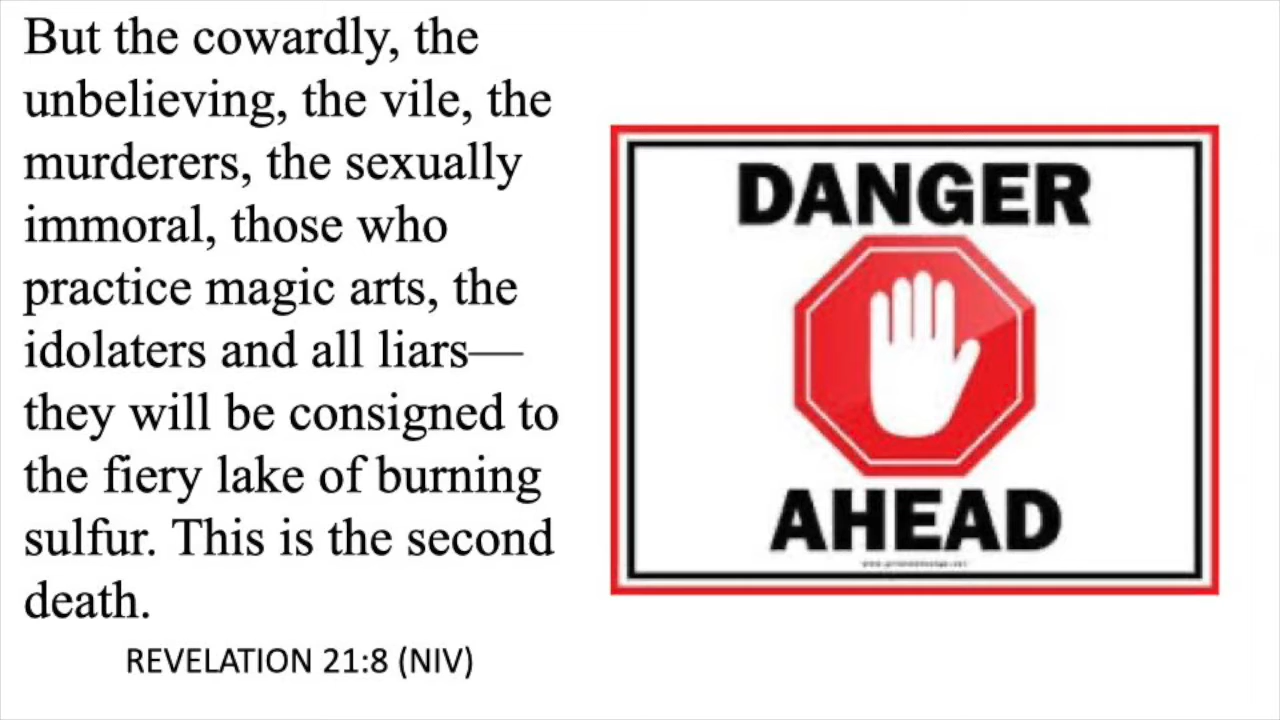 But the cowardly, the
unbelieving, the vile, the
murderers, the sexually
immoral, those who
practice magic arts, the
idolaters and all liars—
they will be consigned to
the fiery lake of burning
sulfur. This is the second
death.
REVELATION 21:8 (NIV)
DANGER
AHEAD